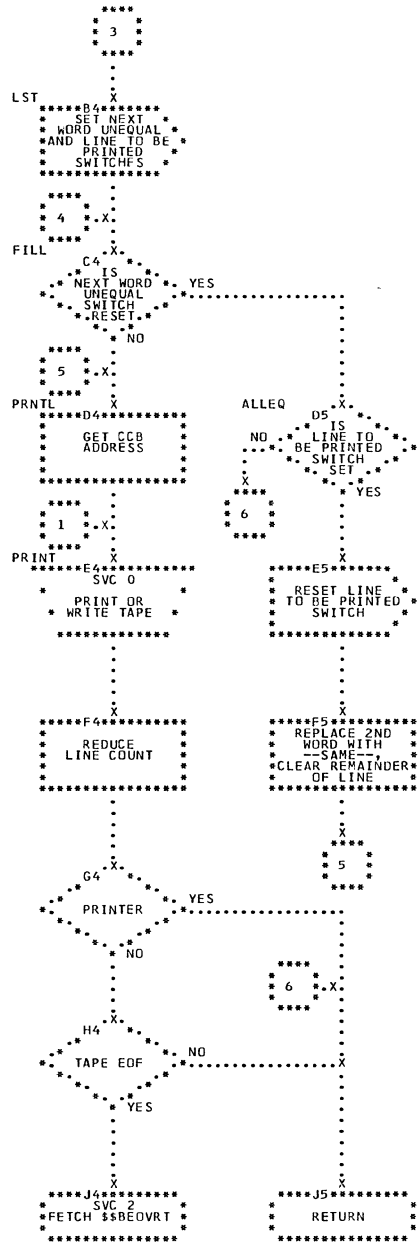 3
LST
B4
SET NEXT
WORD UNEQUAL
AND LINE TO BE
PRINTED
SWITCHFS
4
FILL
C4
IS
NEXT WORD
UNEQUAL
SWITCH
RESET
YES
NO
5
PRNTL
D4
GET CCB
ADDRESS
ALLEQ
D5
IS
LINE TO
BE PRINTED
SWITCH
SET
NO
YES
6
1
PRINT
E4
SVC 0
PRINT OR
WRITE TAPE
E5
RESET LINE
TO BE PRINTED
SWITCH
F4
REDUCE
LINE COUNT
F5
REPLACE 2ND
WORD WITH
--SAME--,
CLEAR REMAINDER
OF LINE
5
G4
PRINTER
YES
NO
6
H4
TAPE EOF
NO
YES
J4
SVC 2
FETCH $$BEOVRT
J5
RETURN